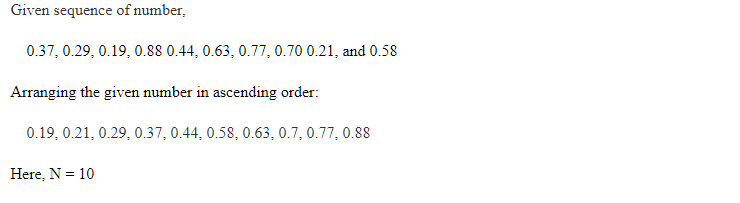 Given sequence of number,
0.37, 0.29, 0.19, 0.88 0.44, 0.63, 0.77, 0.70 0.21, and 0.58
Arranging the given number in ascending order:
0.19, 0.21, 0.29, 0.37, 0.44, 0.58, 0.63, 0.7, 0.77, 0.88
Here, N = 10